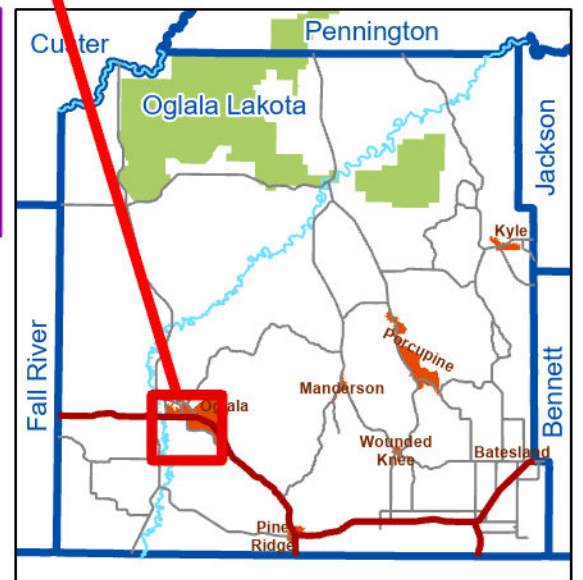 Custer
Pennington
Oglala Lakota
Jackson
Kyle
Fall River
Porcupine
Manderson
Oglala
Bennett
Wounded
Knee
Batesland
Pine
Ridge